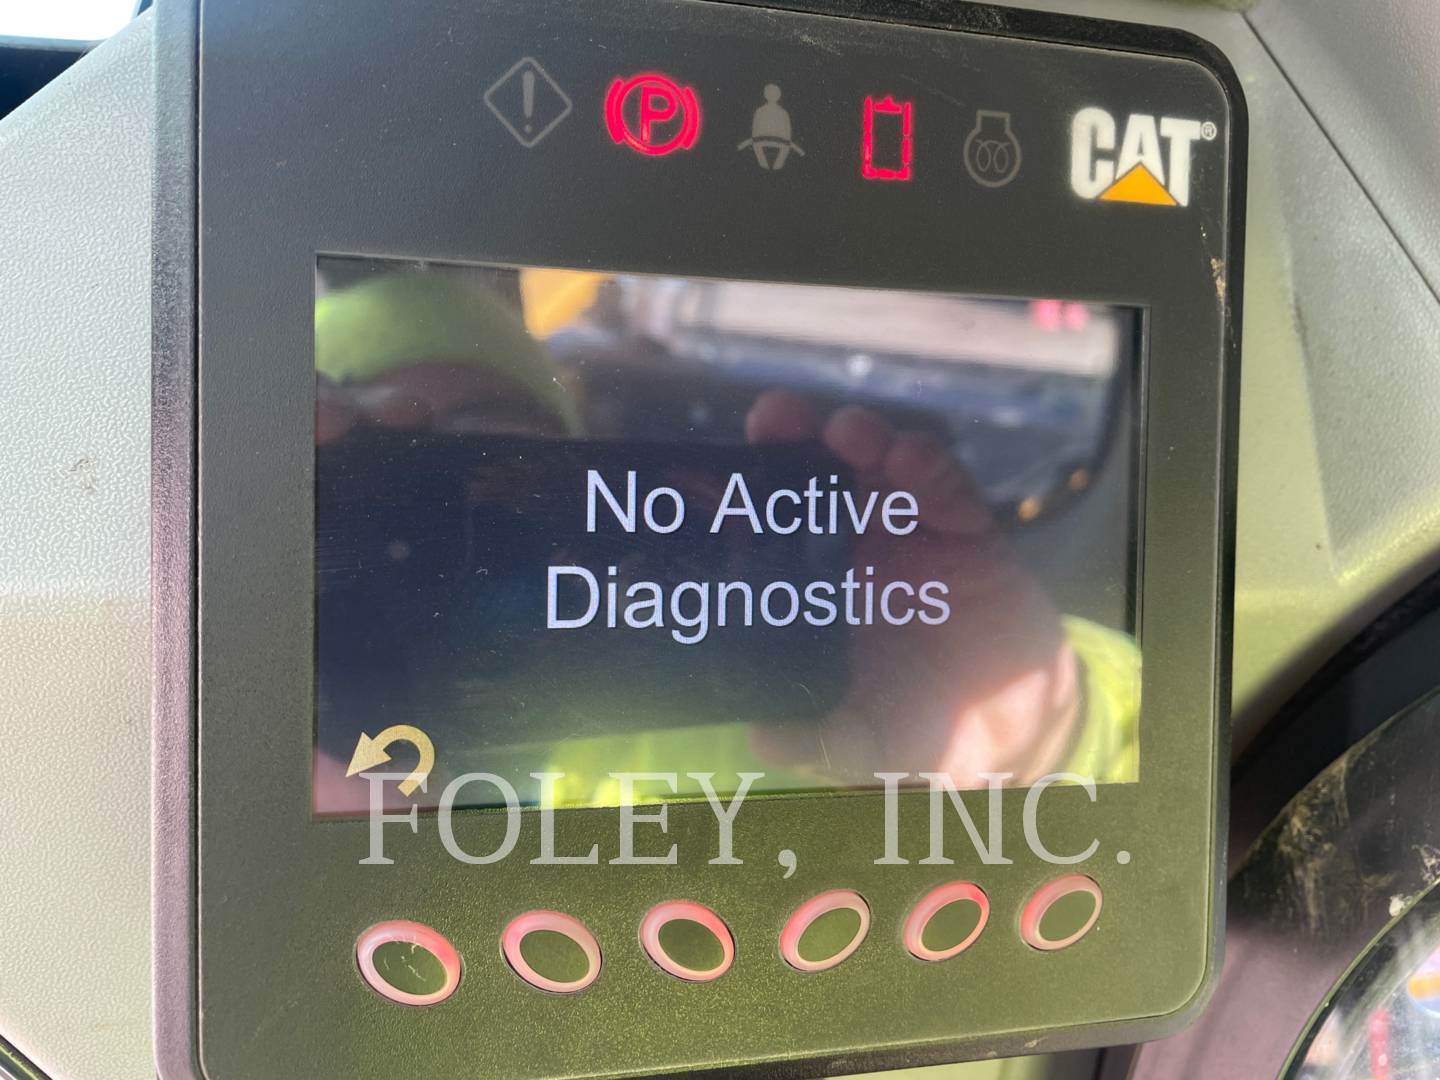 P
CAT®
No Active
Diagnostics
FOLEY, INC.